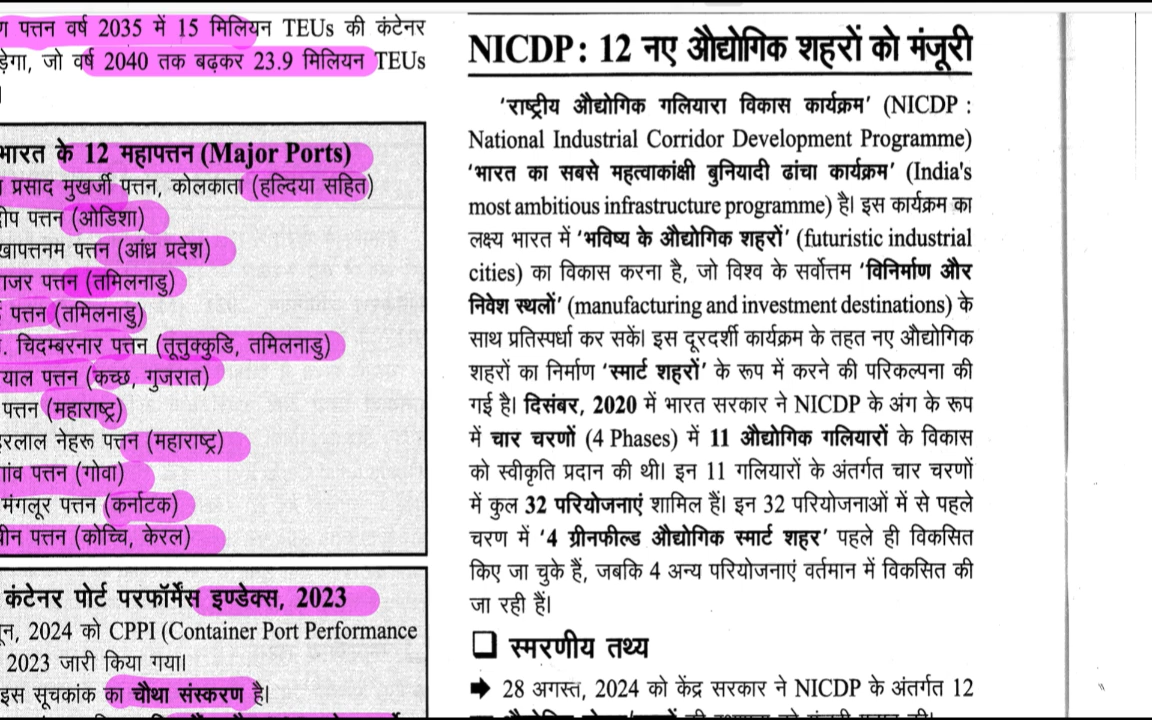 ण पत्तन वर्ष 2035 में 15 मिलियन TEUs की कंटेनर
ड़ेगा, जो वर्ष 2040 तक बढ़कर 23.9 मिलियन TEUs
भारत के 12 महापत्तन (Major Ports)
प्रसाद मुखर्जी पत्तन, कोलकाता (हल्दिया सहित)
दीप पत्तन (ओडिशा)
खापत्तनम पत्तन (आंध्र प्रदेश)
राजर पत्तन (तमिलनाडु)
पत्तन (तमिलनाडु)
. चिदम्बरनार पत्तन (तूत्तुक्कुडि, तमिलनाडु)
याल पत्तन (कच्छ, गुजरात)
पत्तन (महाराष्ट्र)
हरलाल नेहरू पत्तन (महाराष्ट्र)
गांव पत्तन (गोवा)
मंगलूर पत्तन (कर्नाटक)
चीन पत्तन (कोच्चि, केरल)
कंटेनर पोर्ट परफॉर्मेंस इण्डेक्स, 2023
ून, 2024 को CPPI (Container Port Performance
2023 जारी किया गया।
इस सूचकांक का चौथा संस्करण है।
NICDP : 12 नए औद्योगिक शहरों को मंजूरी
'राष्ट्रीय औद्योगिक गलियारा विकास कार्यक्रम' (NICDP :
National Industrial Corridor Development Programme)
'भारत का सबसे महत्वाकांक्षी बुनियादी ढांचा कार्यक्रम' (India's
most ambitious infrastructure programme) है। इस कार्यक्रम का
लक्ष्य भारत में 'भविष्य के औद्योगिक शहरों' (futuristic industrial
cities) का विकास करना है, जो विश्व के सर्वोत्तम 'विनिर्माण और
निवेश स्थलों' (manufacturing and investment destinations) के
साथ प्रतिस्पर्धा कर सकें। इस दूरदर्शी कार्यक्रम के तहत नए औद्योगिक
शहरों का निर्माण 'स्मार्ट शहरों' के रूप में करने की परिकल्पना की
गई है। दिसंबर, 2020 में भारत सरकार ने NICDP के अंग के रूप
में चार चरणों (4 Phases) में 11 औद्योगिक गलियारों के विकास
को स्वीकृति प्रदान की थी। इन 11 गलियारों के अंतर्गत चार चरणों
में कुल 32 परियोजनाएं शामिल हैं। इन 32 परियोजनाओं में से पहले
चरण में '4 ग्रीनफील्ड औद्योगिक स्मार्ट शहर' पहले ही विकसित
किए जा चुके हैं, जबकि 4 अन्य परियोजनाएं वर्तमान में विकसित की
जा रही हैं।
❑ स्मरणीय तथ्य
➡ 28 अगस्त, 2024 को केंद्र सरकार ने NICDP के अंतर्गत 12